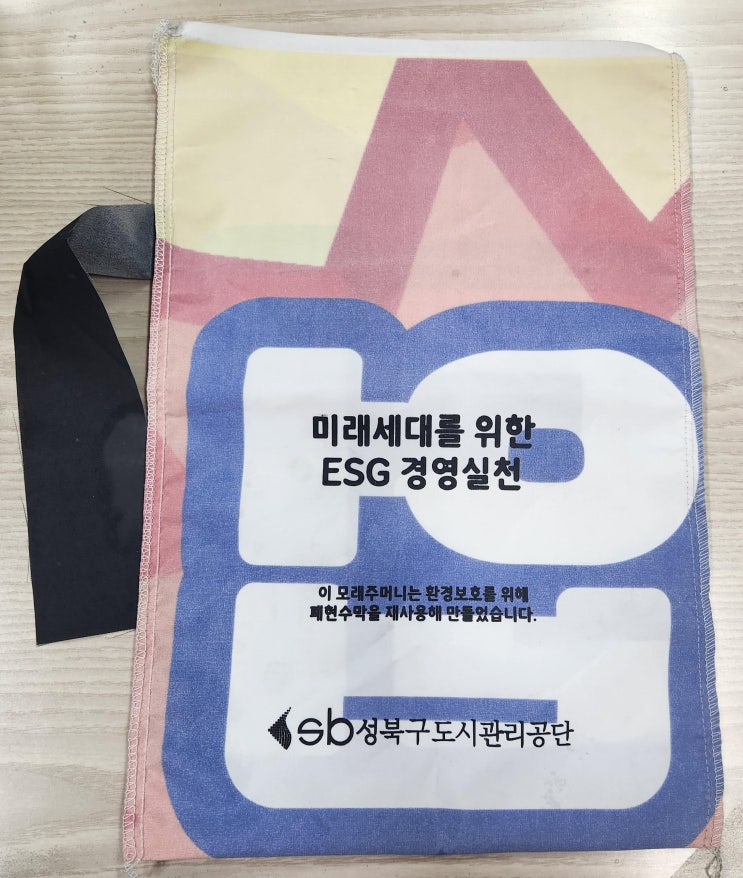 미래세대를 위한
ESG 경영실천
이 모래주머니는 환경보호를 위해
폐현수막을 재사용해 만들었습니다.
sb성북구도시관리공단